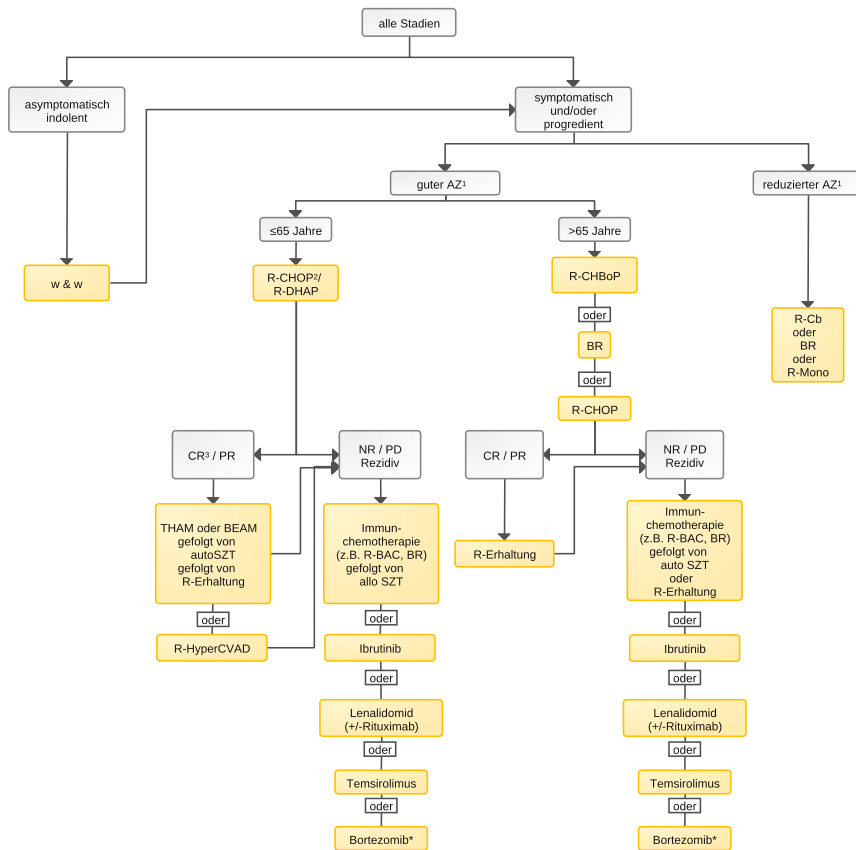 alle Stadien
asymptomatisch
indolent
symptomatisch
und/oder
progredient
guter AZ¹
reduzierter AZ¹
≤65 Jahre
>65 Jahre
w & w
R-CHOP²/
R-DHAP
R-CHBoP
oder
BR
oder
R-CHOP
R-Cb
oder
BR
oder
R-Mono
CR³ / PR
NR / PD
Rezidiv
CR / PR
NR / PD
Rezidiv
THAM oder BEAM
gefolgt von
autoSZT
gefolgt von
R-Erhaltung
oder
R-HyperCVAD
Immun-
chemotherapie
(z.B. R-BAC, BR)
gefolgt von
allo SZT
oder
Ibrutinib
oder
Lenalidomid
(+/-Rituximab)
oder
Temsirolimus
oder
Bortezomib*
R-Erhaltung
Immun-
chemotherapie
(z.B. R-BAC, BR)
gefolgt von
auto SZT
oder
R-Erhaltung
oder
Ibrutinib
oder
Lenalidomid
(+/-Rituximab)
oder
Temsirolimus
oder
Bortezomib*